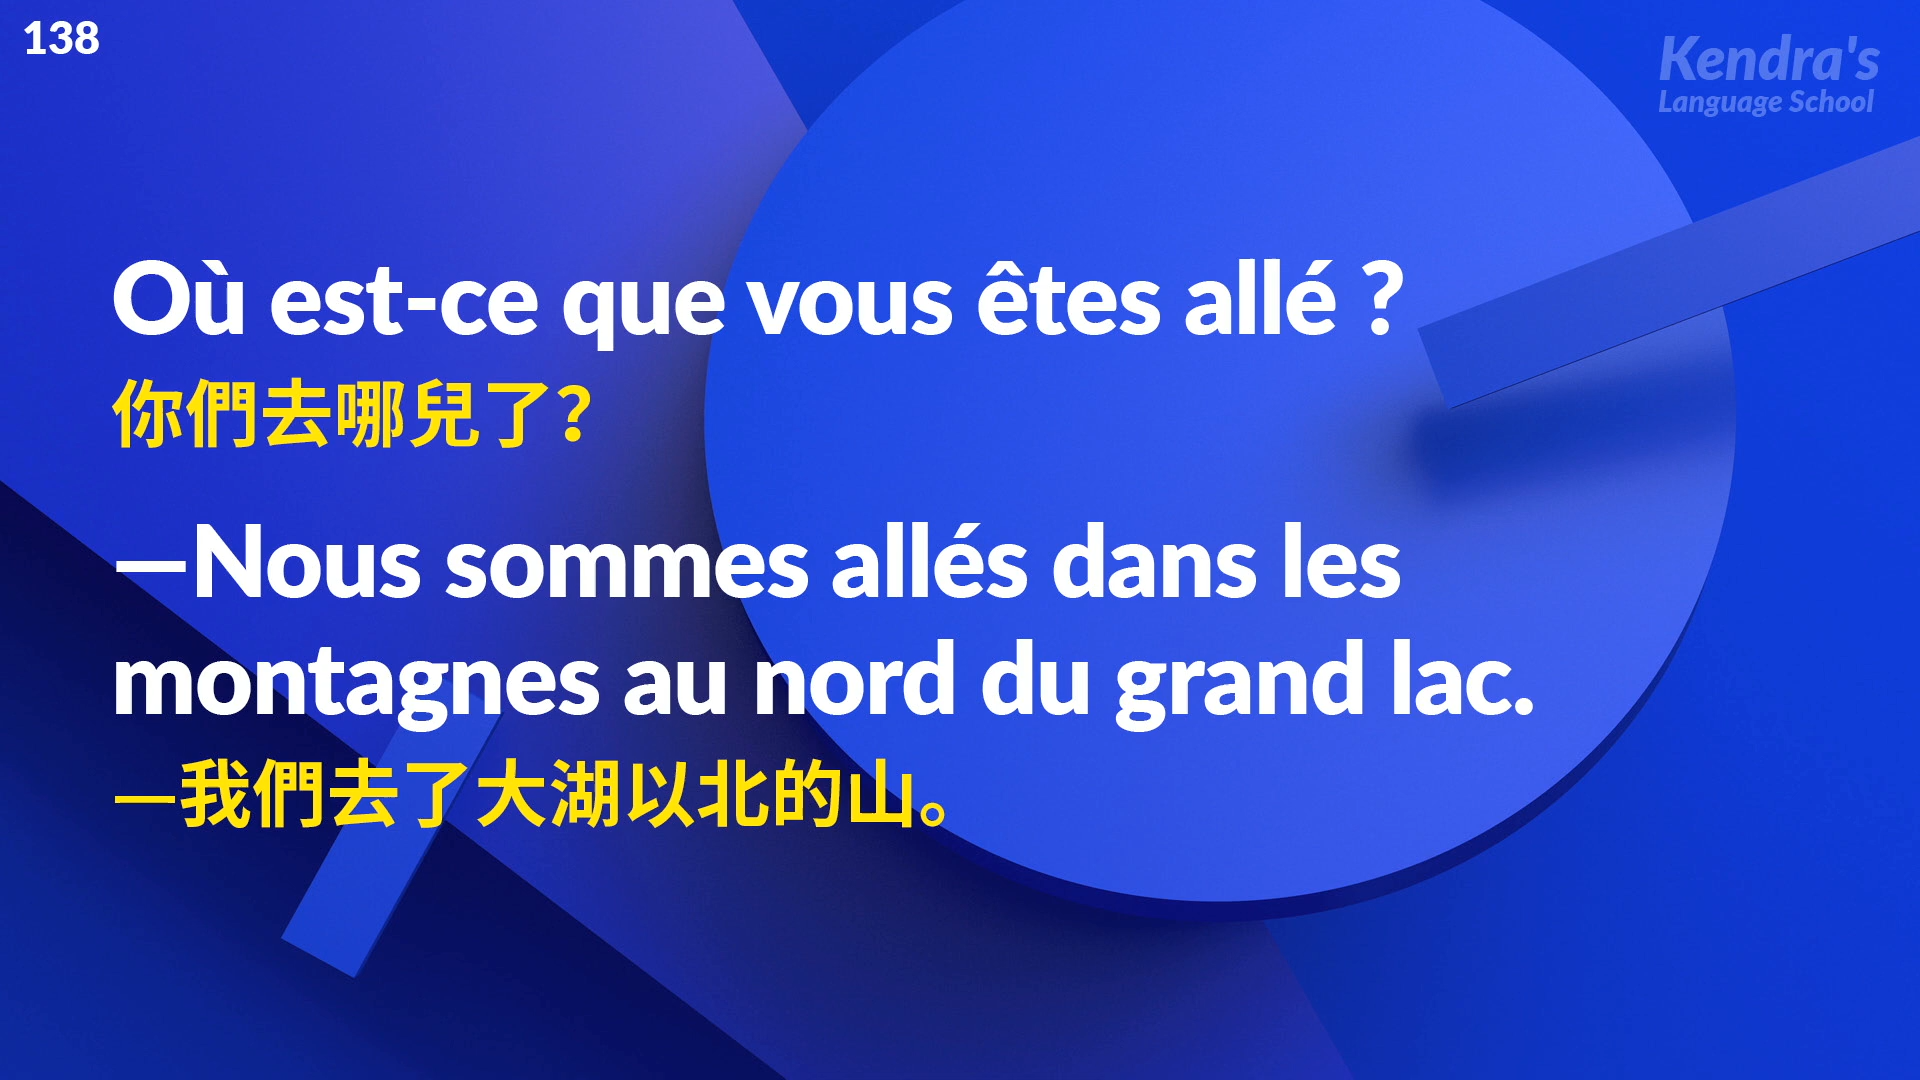 138
Kendra's
Language School
Où est-ce que vous êtes allé ?
你們去哪兒了？
—Nous sommes allés dans les
montagnes au nord du grand lac.
—我們去了大湖以北的山。